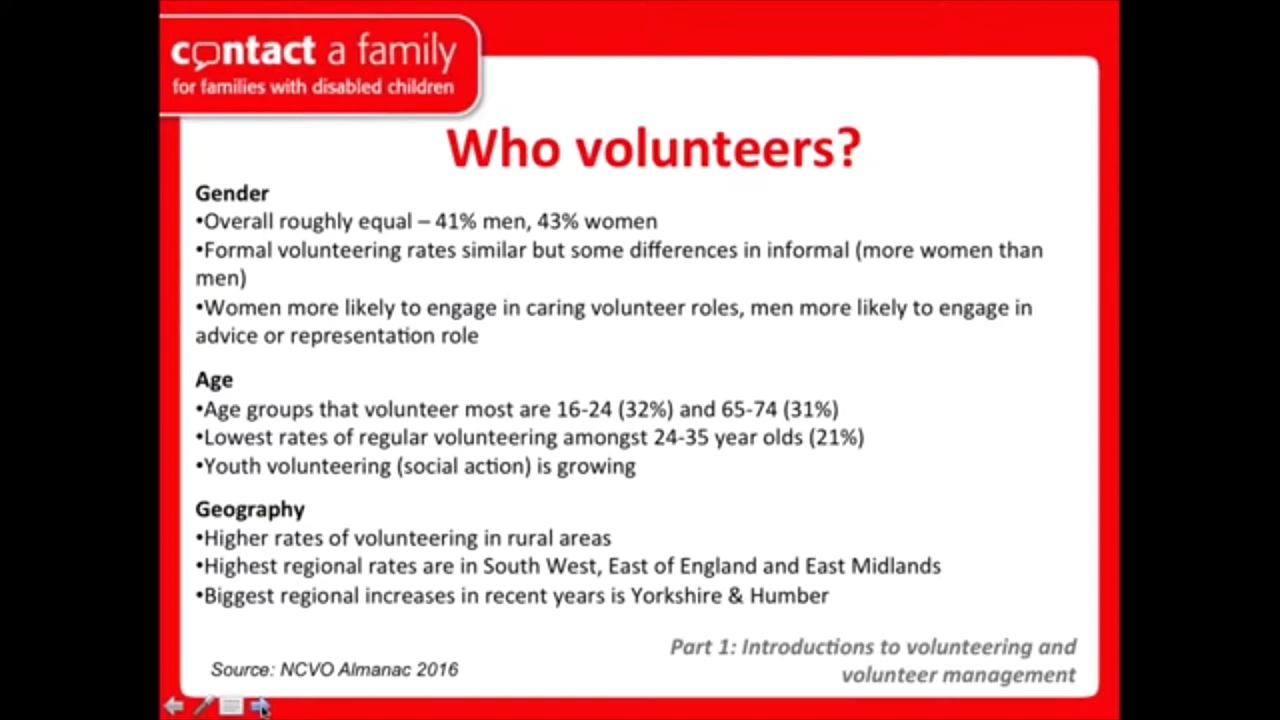 contact a family
for families with disabled children
Who volunteers?
Gender
•Overall roughly equal – 41% men, 43% women
•Formal volunteering rates similar but some differences in informal (more women than
men)
•Women more likely to engage in caring volunteer roles, men more likely to engage in
advice or representation role
Age
•Age groups that volunteer most are 16-24 (32%) and 65-74 (31%)
•Lowest rates of regular volunteering amongst 24-35 year olds (21%)
•Youth volunteering (social action) is growing
Geography
•Higher rates of volunteering in rural areas
•Highest regional rates are in South West, East of England and East Midlands
•Biggest regional increases in recent years is Yorkshire & Humber
Part 1: Introductions to volunteering and
volunteer management
Source: NCVO Almanac 2016